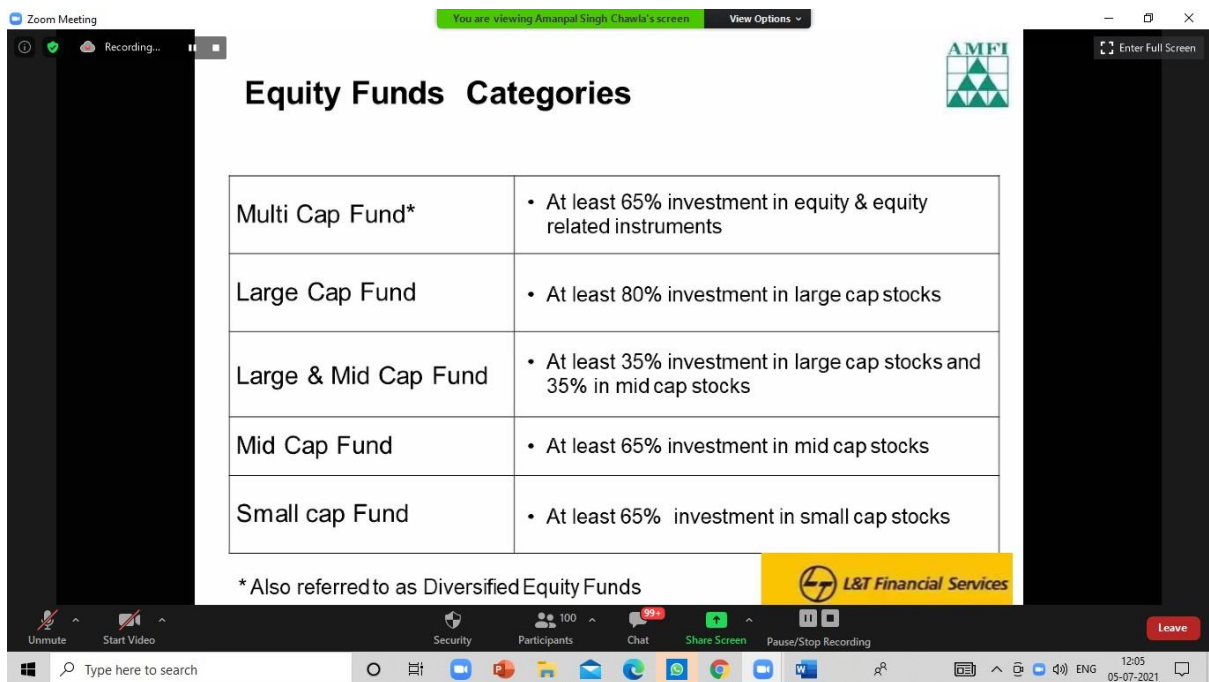 Zoom Meeting
You are viewing Amanpal Singh Chawla's screen View Options
Recording...
Enter Full Screen
AMFI
Equity Funds Categories
Multi Cap Fund*
• At least 65% investment in equity & equity
related instruments
Large Cap Fund
• At least 80% investment in large cap stocks
Large & Mid Cap Fund
• At least 35% investment in large cap stocks and
35% in mid cap stocks
Mid Cap Fund
• At least 65% investment in mid cap stocks
Small cap Fund
• At least 65% investment in small cap stocks
* Also referred to as Diversified Equity Funds
L&T Financial Services
Unmute Start Video Security Participants 100 Chat 99+ Share Screen Pause/Stop Recording Leave
Type here to search
ENG
12:05
05-07-2021